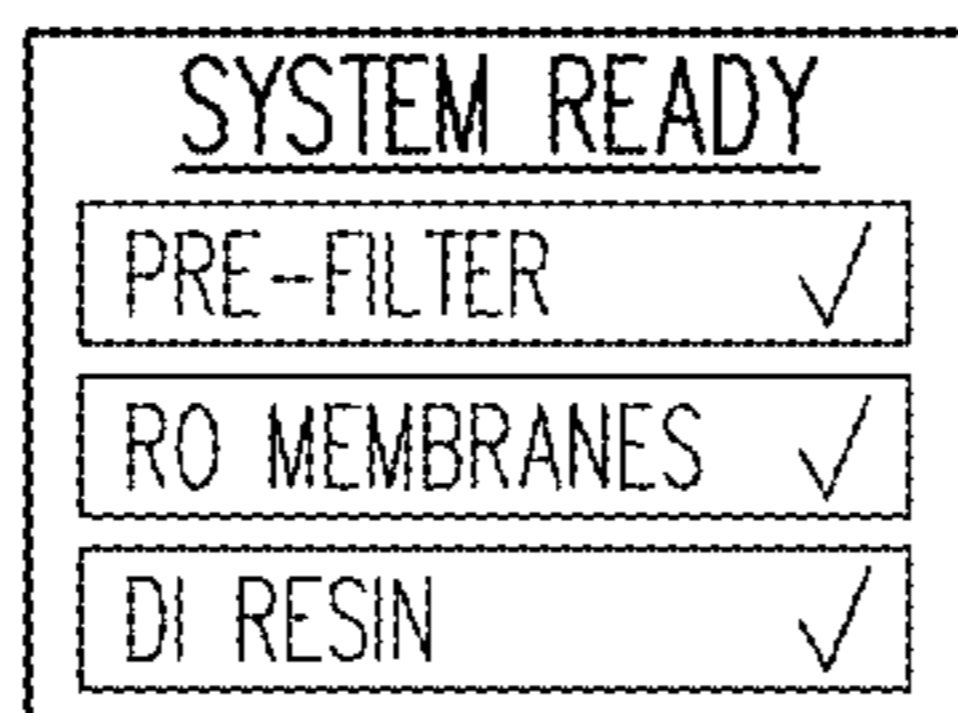 SYSTEM READY
PRE-FILTER ✓
RO MEMBRANES ✓
DI RESIN ✓